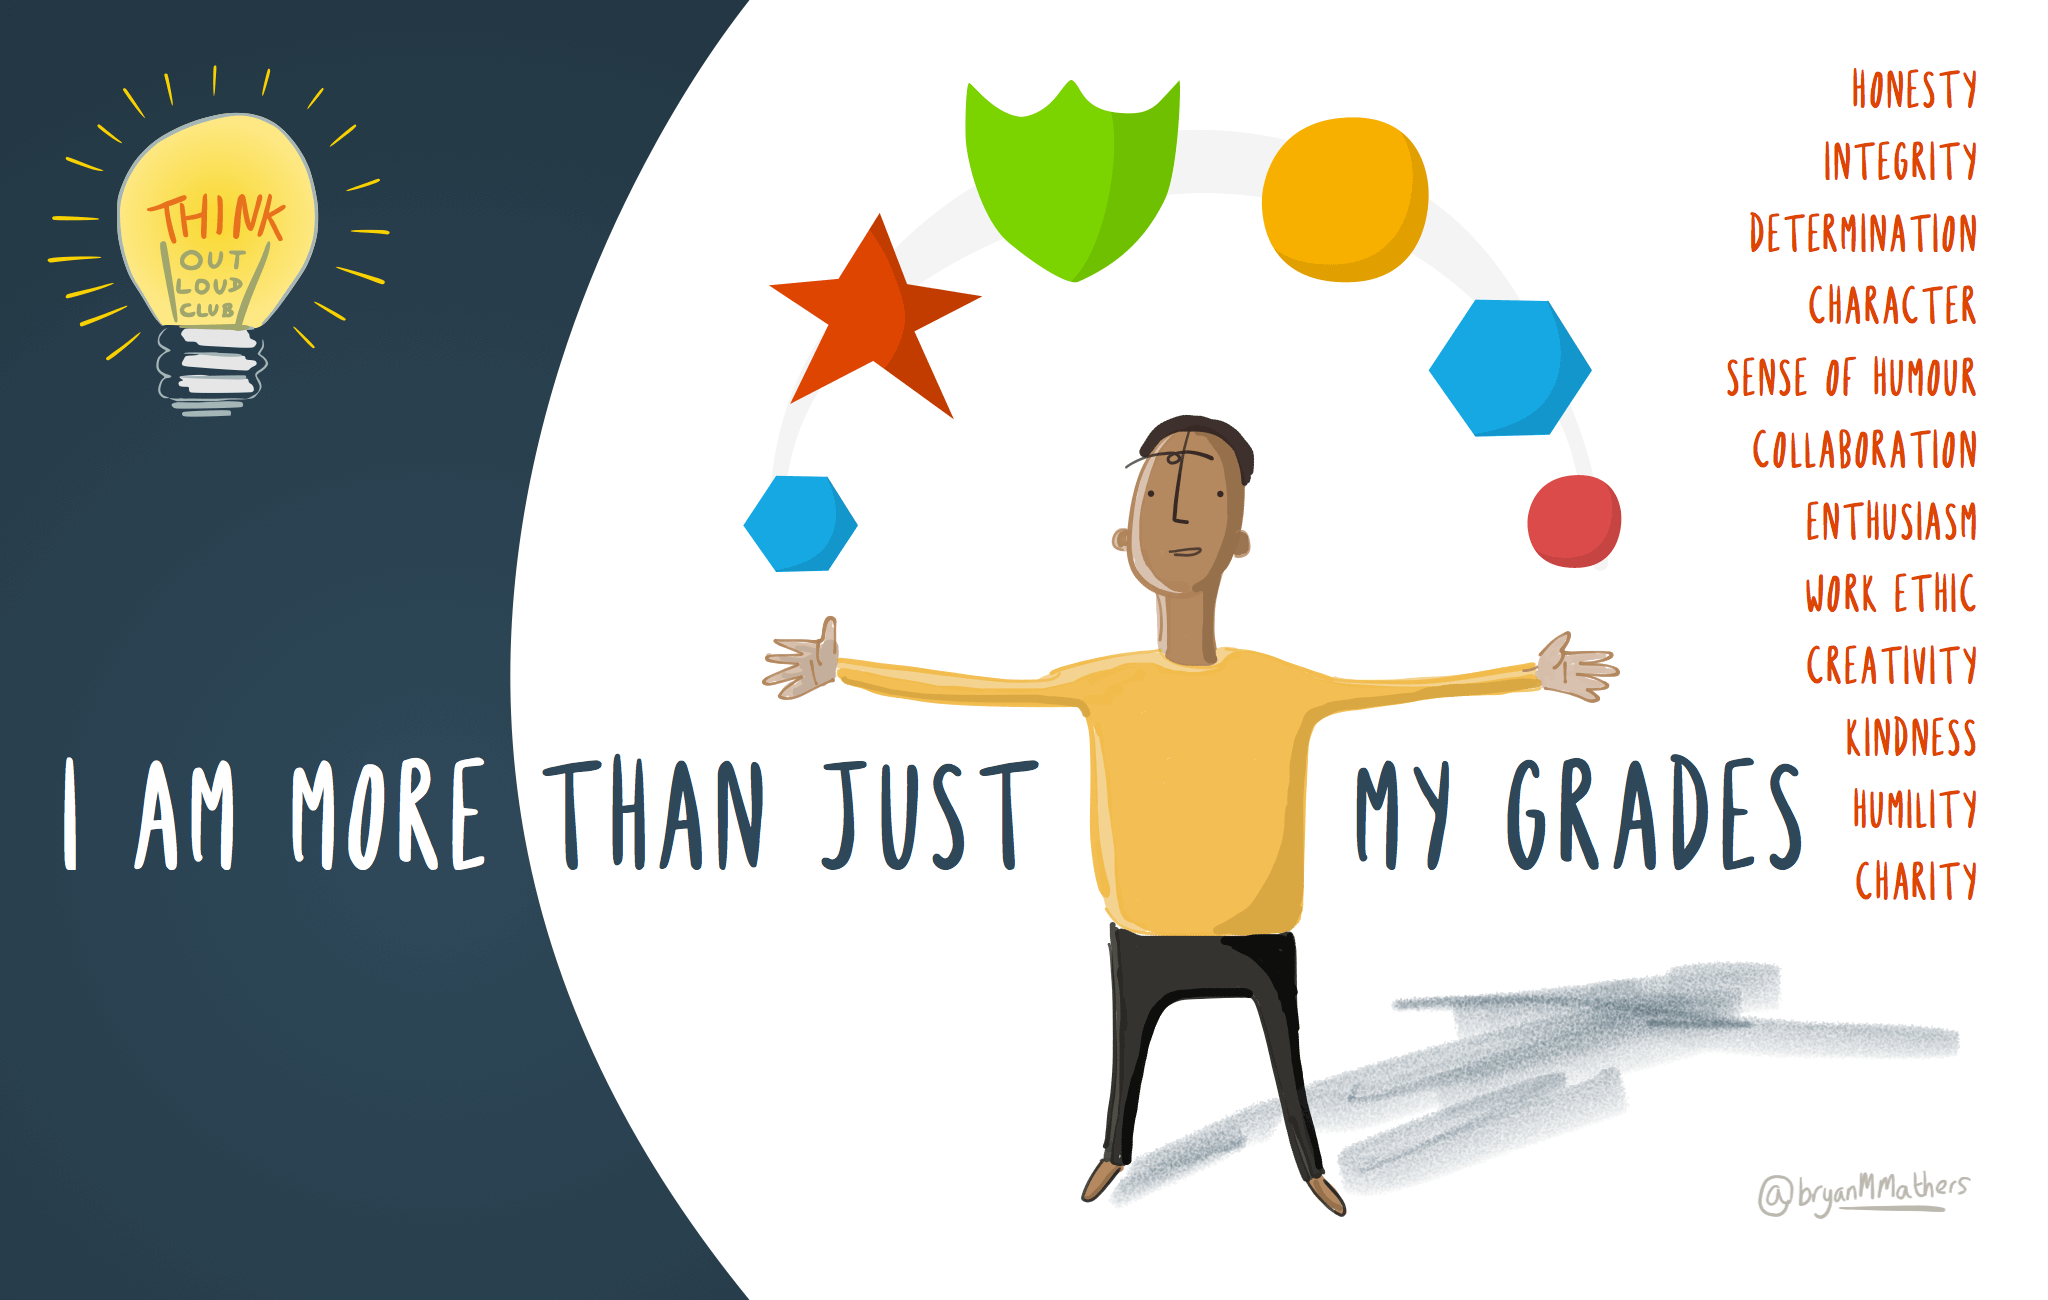 THINK
OUT
LOUD
CLUB
I AM MORE THAN JUST MY GRADES
HONESTY
INTEGRITY
DETERMINATION
CHARACTER
SENSE OF HUMOUR
COLLABORATION
ENTHUSIASM
WORK ETHIC
CREATIVITY
KINDNESS
HUMILITY
CHARITY
@bryanMMathers